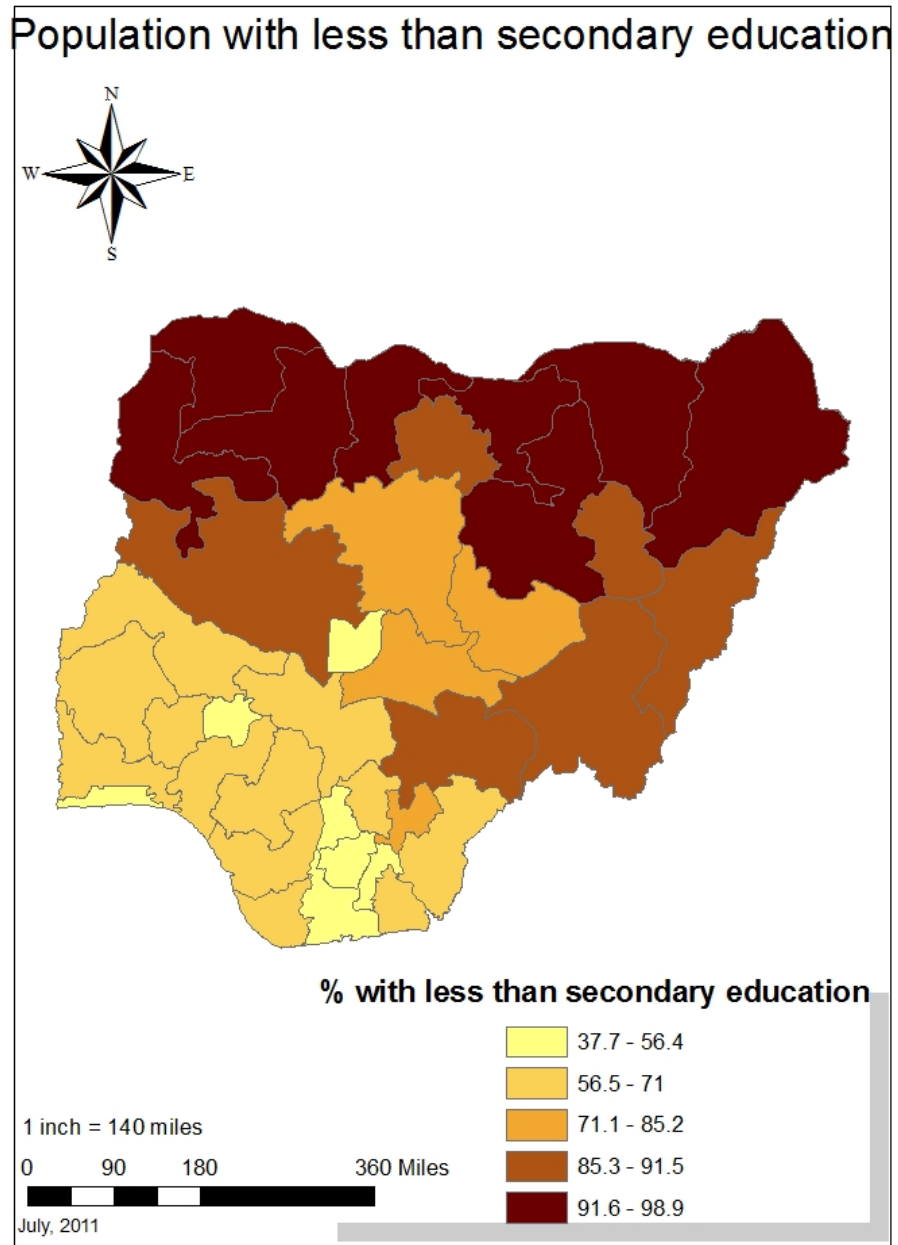 Population with less than secondary education
N
W E
S
% with less than secondary education
37.7 - 56.4
56.5 - 71
71.1 - 85.2
85.3 - 91.5
91.6 - 98.9
1 inch = 140 miles
0 90 180 360 Miles
July, 2011